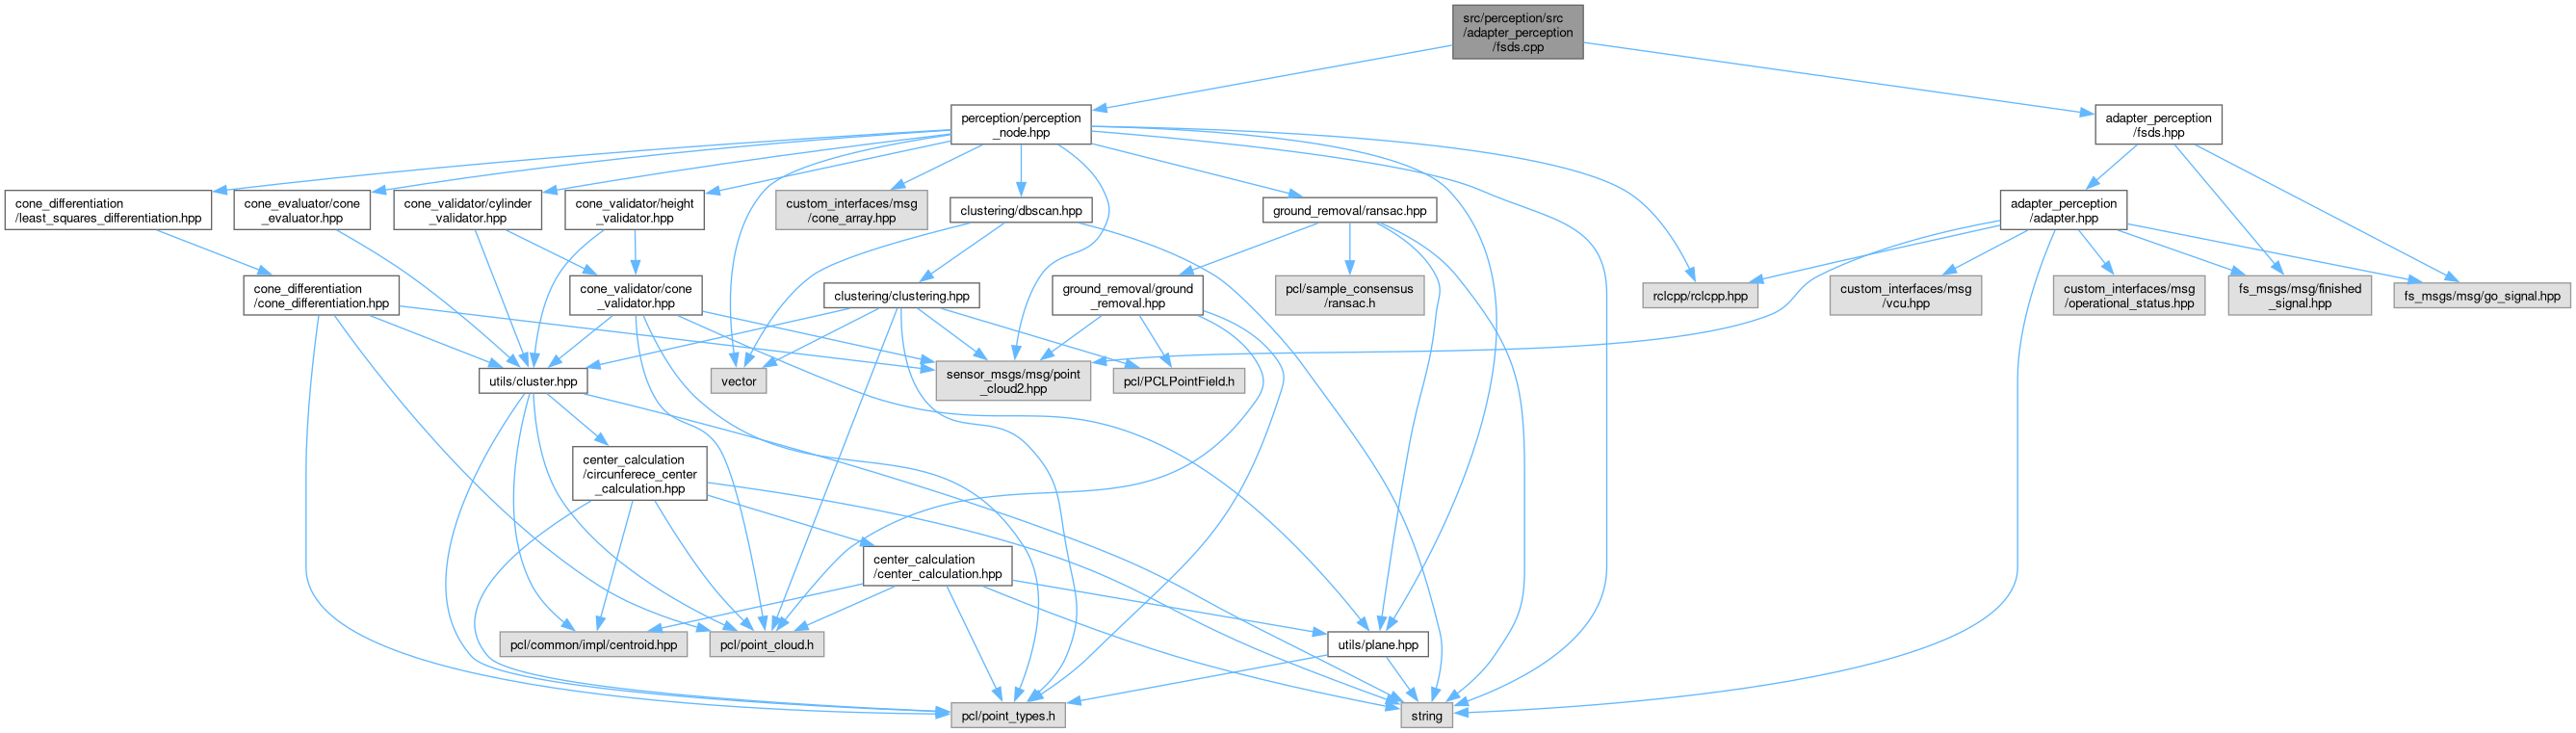 src/perception/src
/adapter_perception
/fsds.cpp
perception/perception
_node.hpp
adapter_perception
/fsds.hpp
cone_differentiation
/least_squares_differentiation.hpp
cone_evaluator/cone
_evaluator.hpp
cone_validator/cylinder
_validator.hpp
cone_validator/height
_validator.hpp
custom_interfaces/msg
/cone_array.hpp
clustering/dbscan.hpp
ground_removal/ransac.hpp
adapter_perception
/adapter.hpp
cone_differentiation
/cone_differentiation.hpp
cone_validator/cone
_validator.hpp
clustering/clustering.hpp
ground_removal/ground
_removal.hpp
pcl/sample_consensus
/ransac.h
rclcpp/rclcpp.hpp
custom_interfaces/msg
/vcu.hpp
custom_interfaces/msg
/operational_status.hpp
fs_msgs/msg/finished
_signal.hpp
fs_msgs/msg/go_signal.hpp
utils/cluster.hpp
vector
sensor_msgs/msg/point
_cloud2.hpp
pcl/PCLPointField.h
center_calculation
/circunferece_center
_calculation.hpp
center_calculation
/center_calculation.hpp
pcl/common/impl/centroid.hpp
pcl/point_cloud.h
utils/plane.hpp
pcl/point_types.h
string